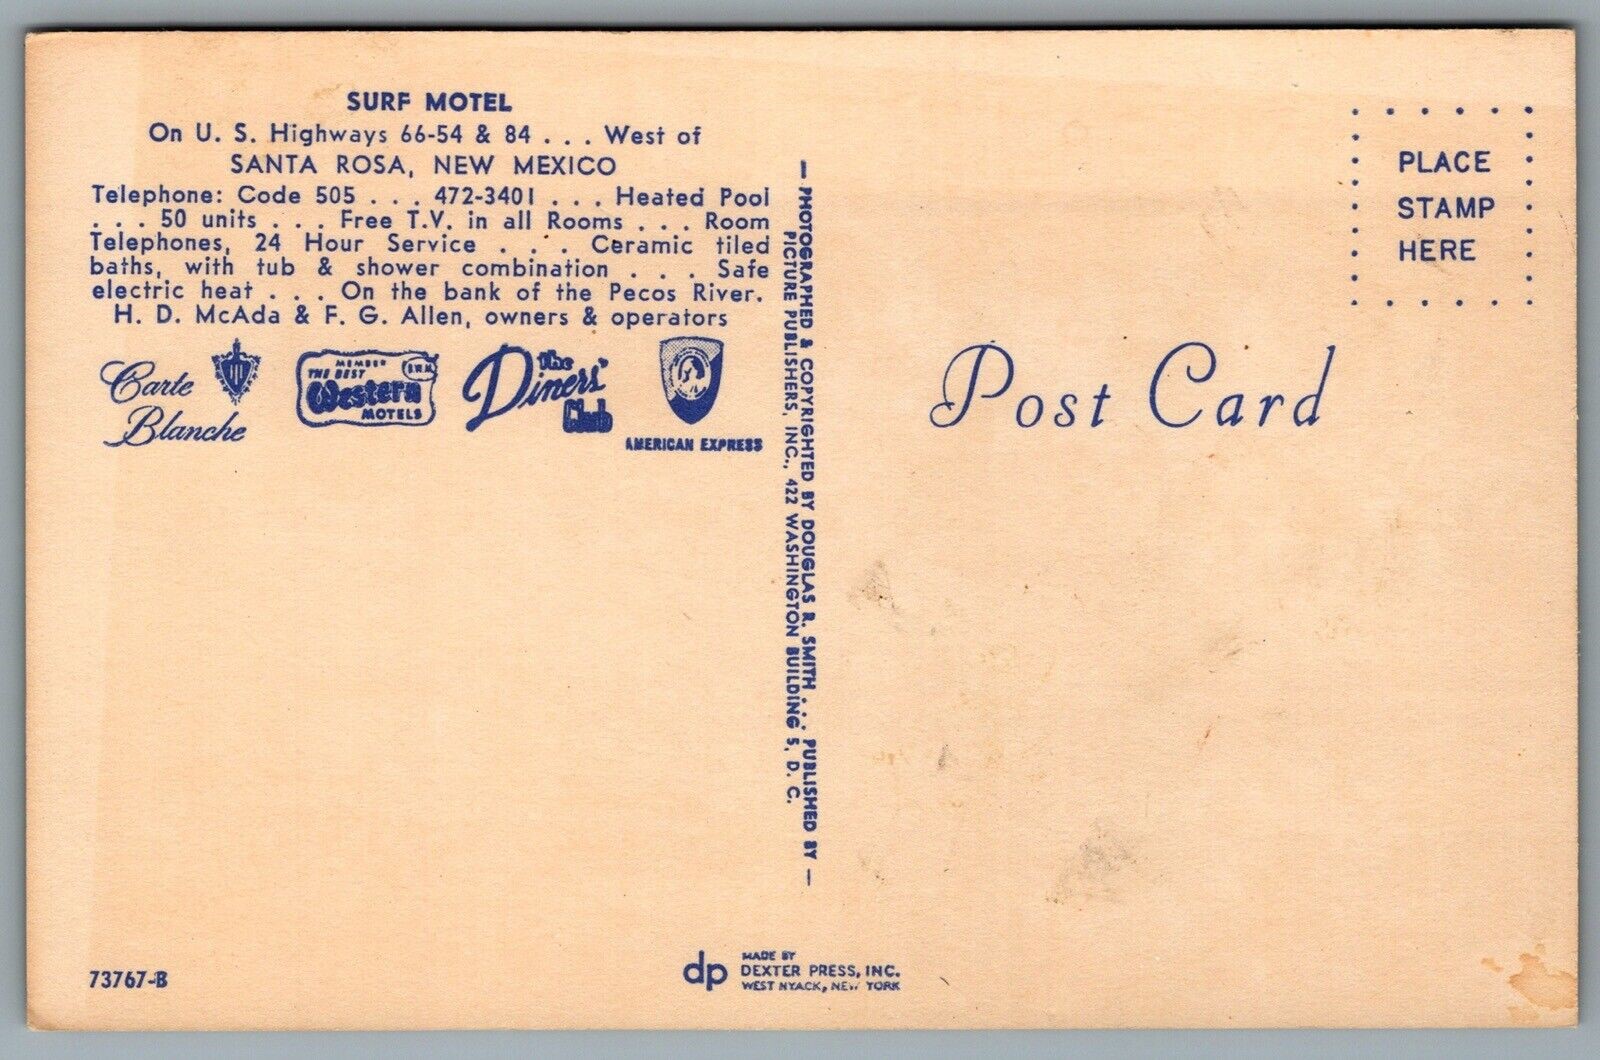 SURF MOTEL
On U. S. Highways 66-54 & 84 . . . West of
SANTA ROSA, NEW MEXICO
Telephone: Code 505 . . . 472-3401 . . . Heated Pool
. . . 50 units . . . Free T.V. in all Rooms . . . Room
Telephones, 24 Hour Service . . . Ceramic tiled
baths, with tub & shower combination . . . Safe
electric heat . . . On the bank of the Pecos River.
H. D. McAda & F. G. Allen, owners & operators
Carte
Blanche
MEMBER
THE BEST
Western
MOTELS
B.W.M.
the
Diners'
Club
AMERICAN EXPRESS
— PHOTOGRAPHED & COPYRIGHTED BY DOUGLAS R. SMITH . . . PUBLISHED BY —
PICTURE PUBLISHERS, INC., 422 WASHINGTON BUILDING 5, D. C.
PLACE
STAMP
HERE
Post Card
73767-B
dp
MADE BY
DEXTER PRESS, INC.
WEST NYACK, NEW YORK